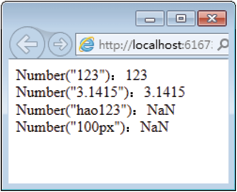 http://localhost:6167
Number("123")：123
Number("3.1415")：3.1415
Number("hao123")：NaN
Number("100px")：NaN